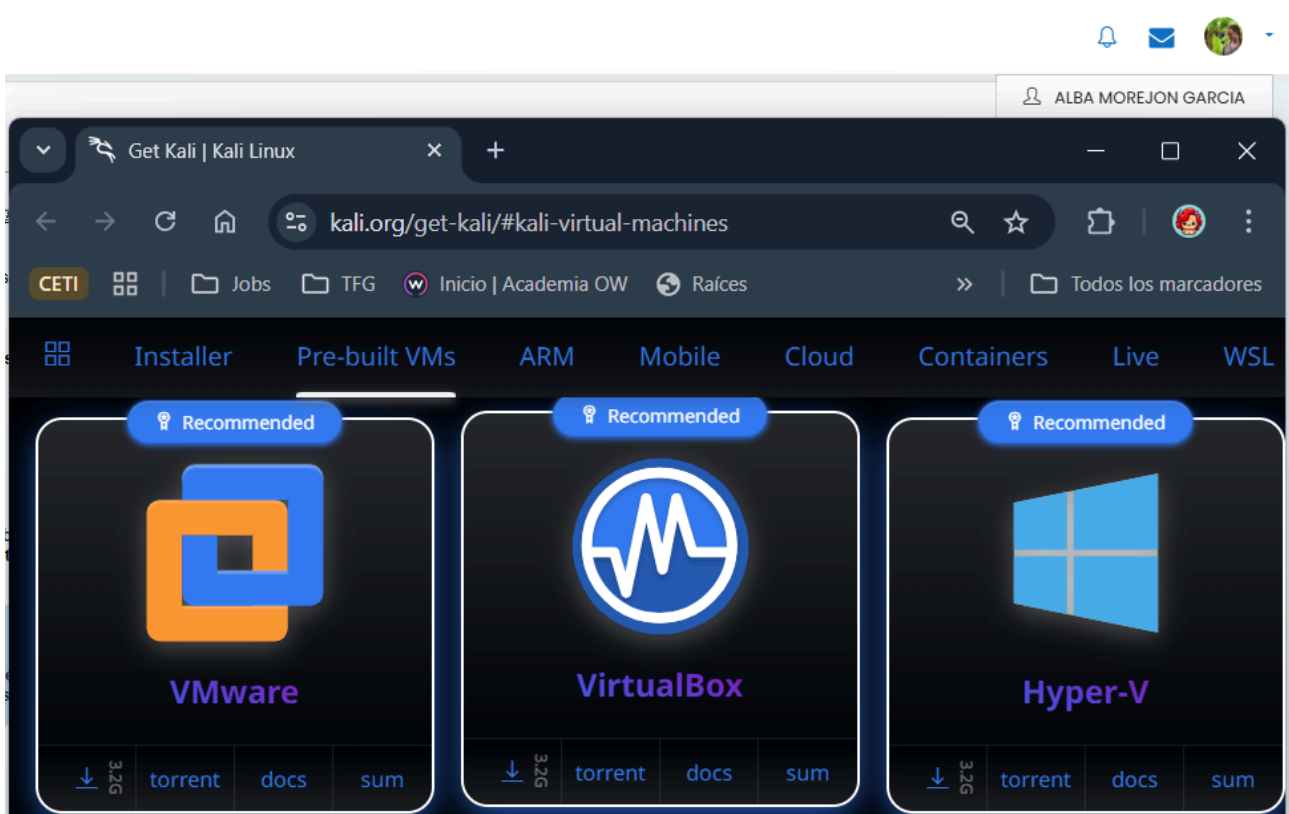 ALBA MOREJON GARCIA
Get Kali | Kali Linux
kali.org/get-kali/#kali-virtual-machines
CETI Jobs TFG Inicio | Academia OW Raíces » Todos los marcadores
Installer Pre-built VMs ARM Mobile Cloud Containers Live WSL
Recommended Recommended Recommended
VMware VirtualBox Hyper-V
3.2G torrent docs sum 3.2G torrent docs sum 3.2G torrent docs sum